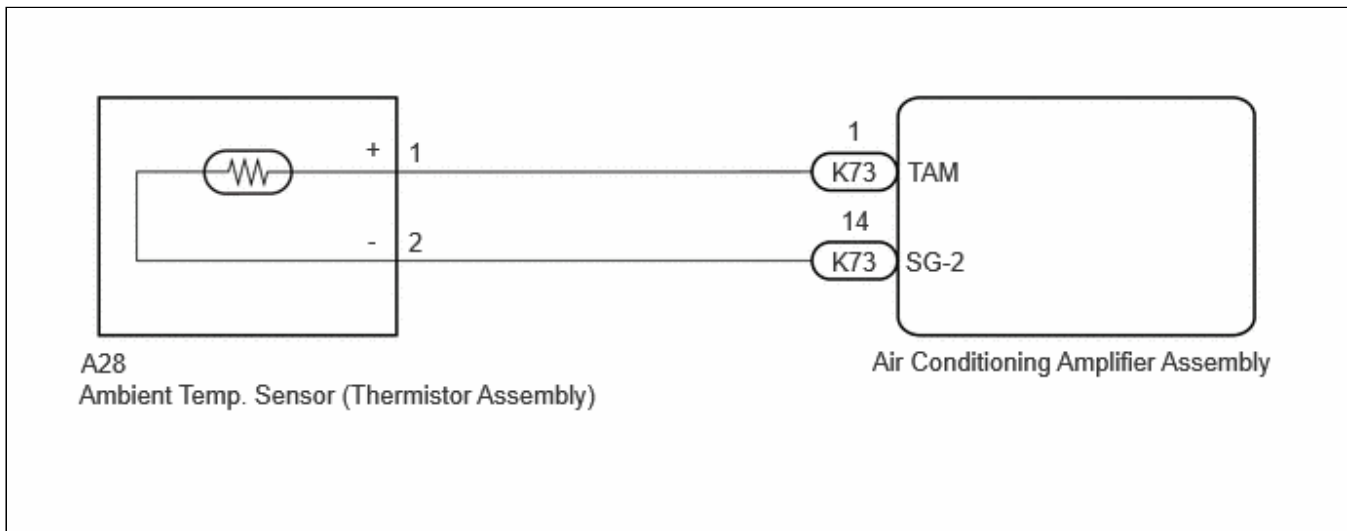 + 1
1
K73 TAM
- 2
14
K73 SG-2
A28
Ambient Temp. Sensor (Thermistor Assembly)
Air Conditioning Amplifier Assembly